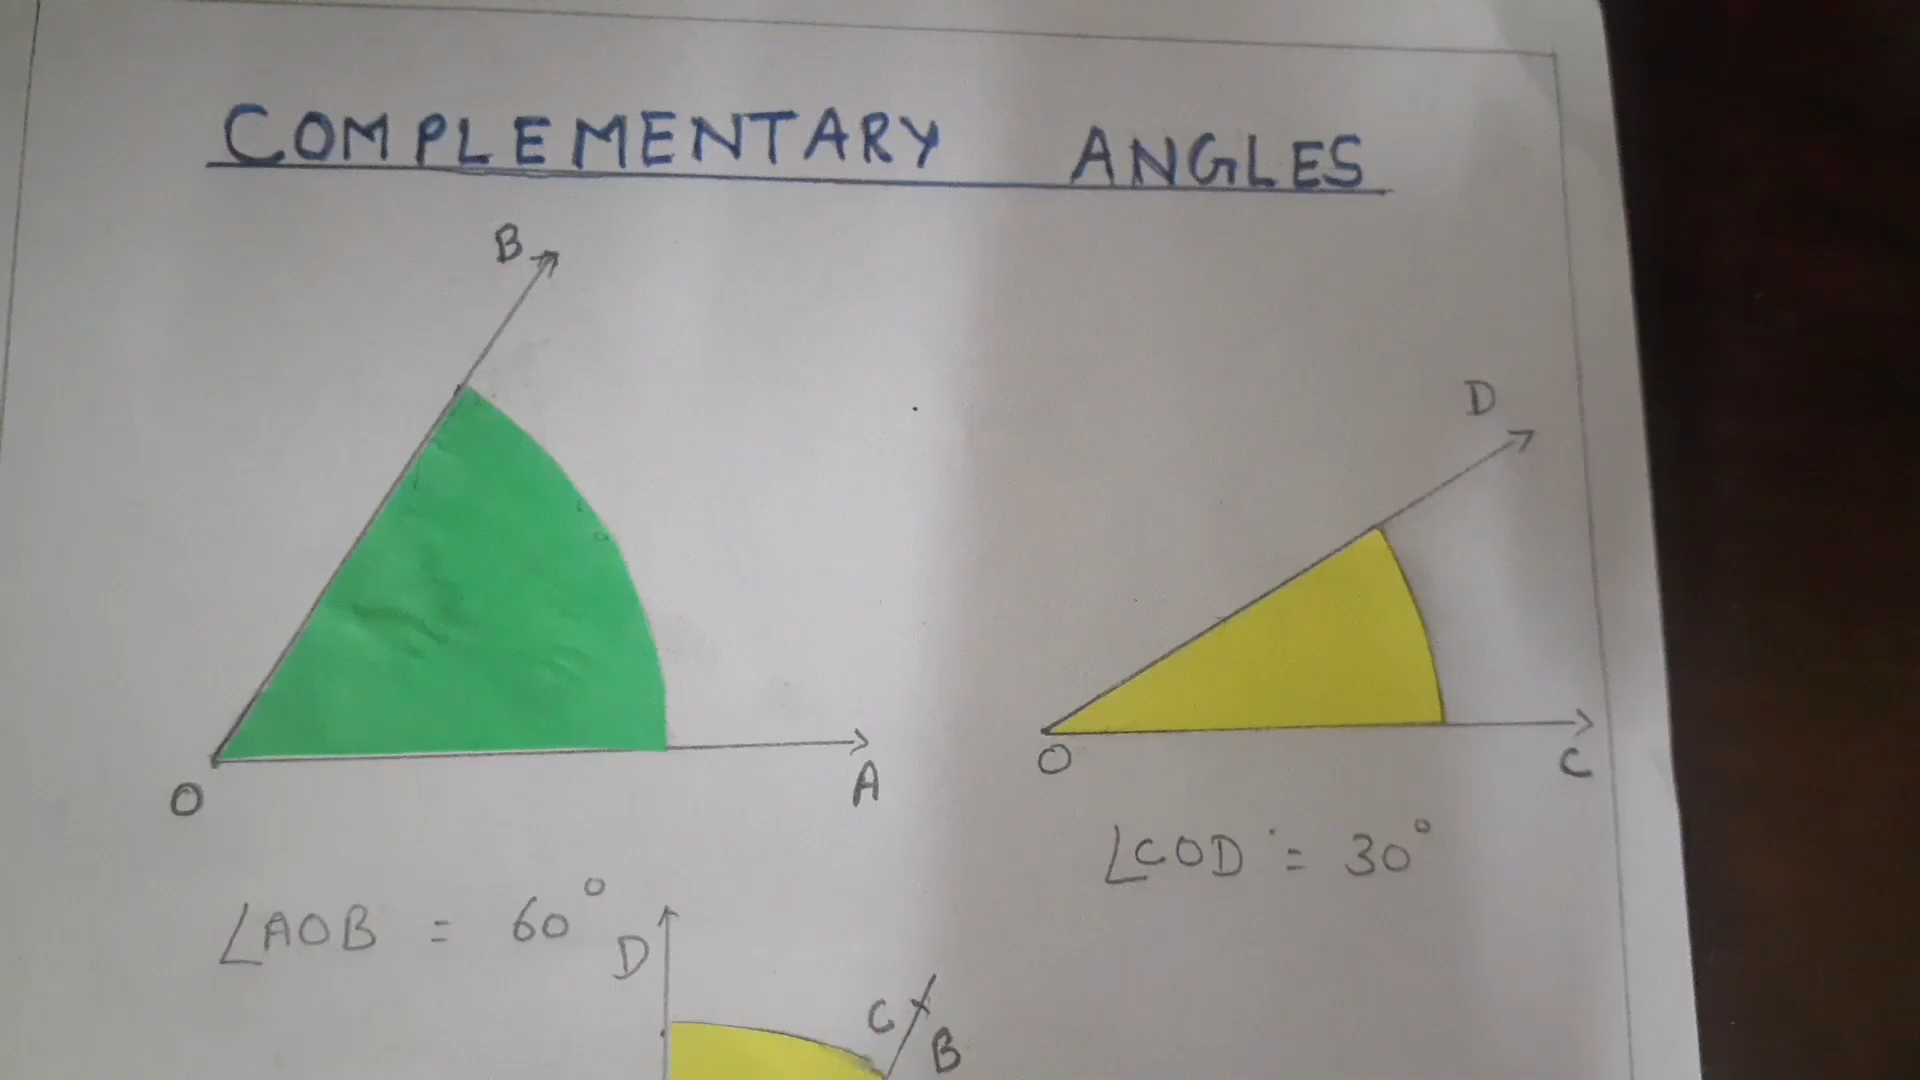 COMPLEMENTARY ANGLES
B
D
O
A
O
C
∠COD = 30°
∠AOB = 60°
D
C
B